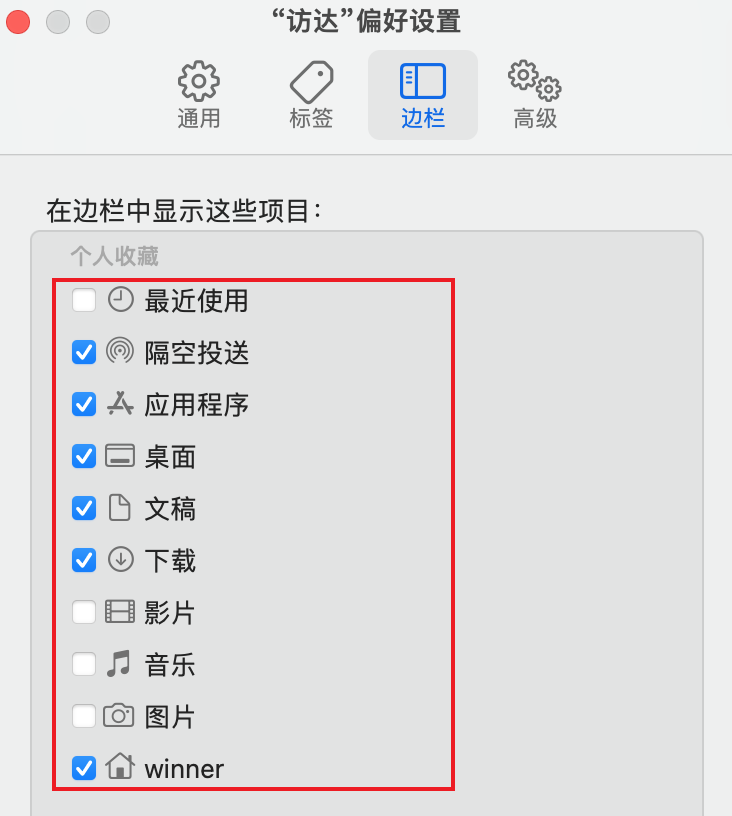 “访达”偏好设置
通用 标签 边栏 高级
在边栏中显示这些项目：
个人收藏
最近使用
隔空投送
应用程序
桌面
文稿
下载
影片
音乐
图片
winner